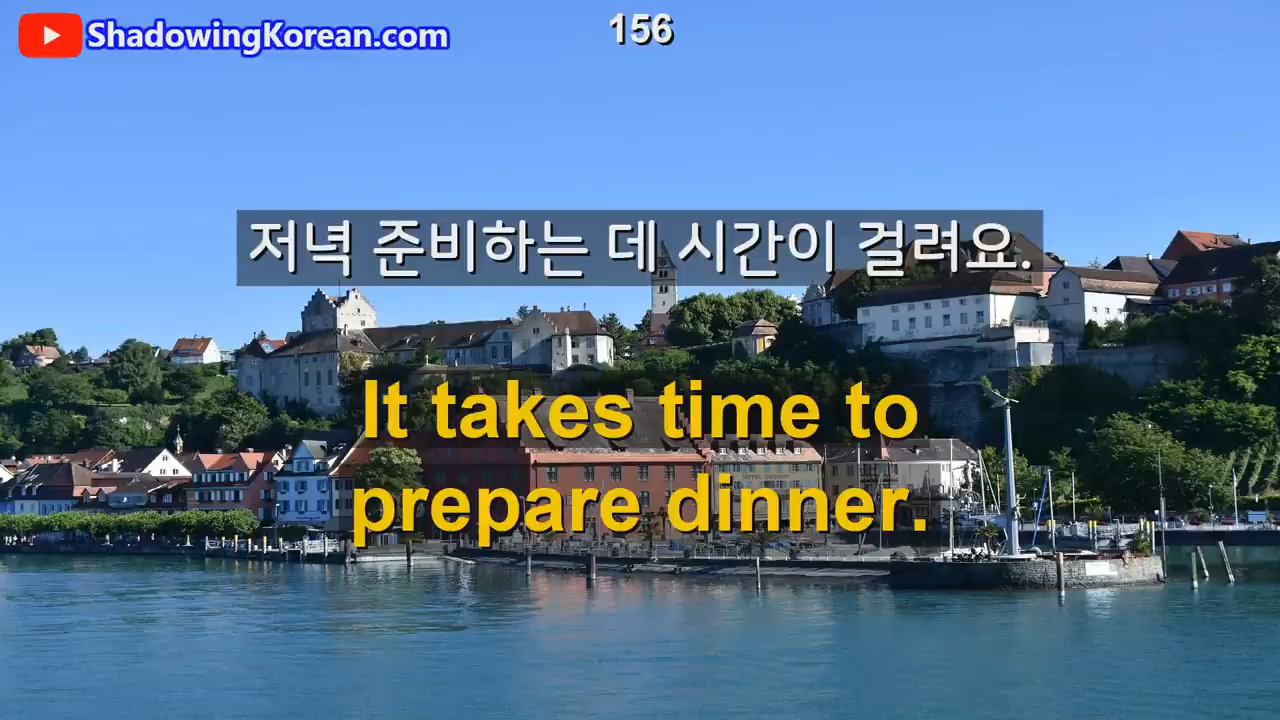 ShadowingKorean.com
156
저녁 준비하는 데 시간이 걸려요.
It takes time to
prepare dinner.